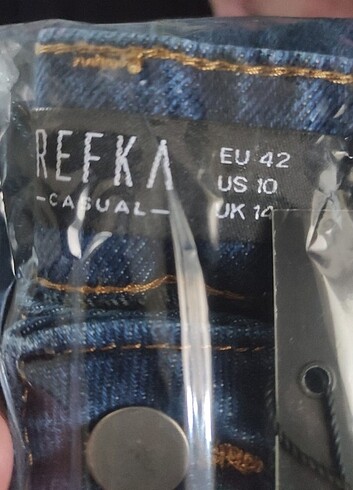 REFKA
-CASUAL-
EU 42
US 10
UK 14